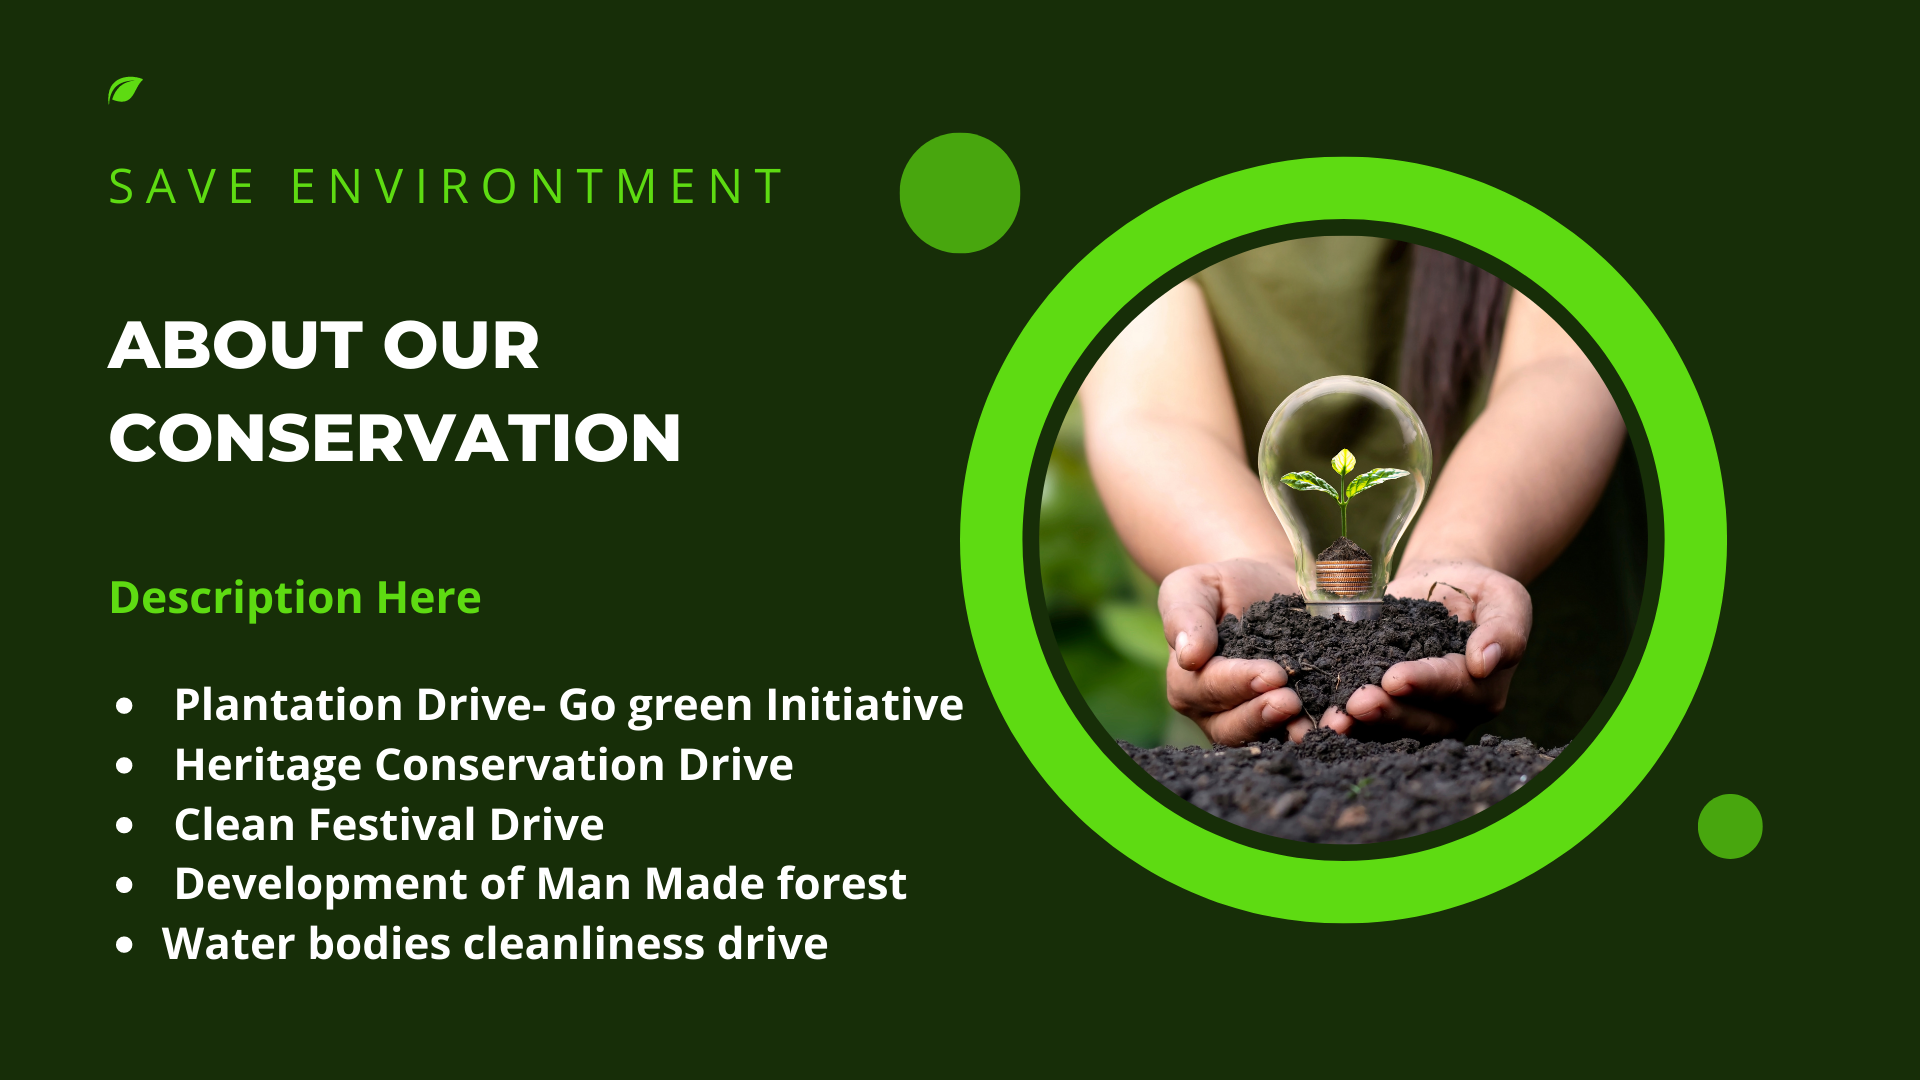 SAVE ENVIRONTMENT
ABOUT OUR
CONSERVATION
Description Here
• Plantation Drive- Go green Initiative
• Heritage Conservation Drive
• Clean Festival Drive
• Development of Man Made forest
• Water bodies cleanliness drive